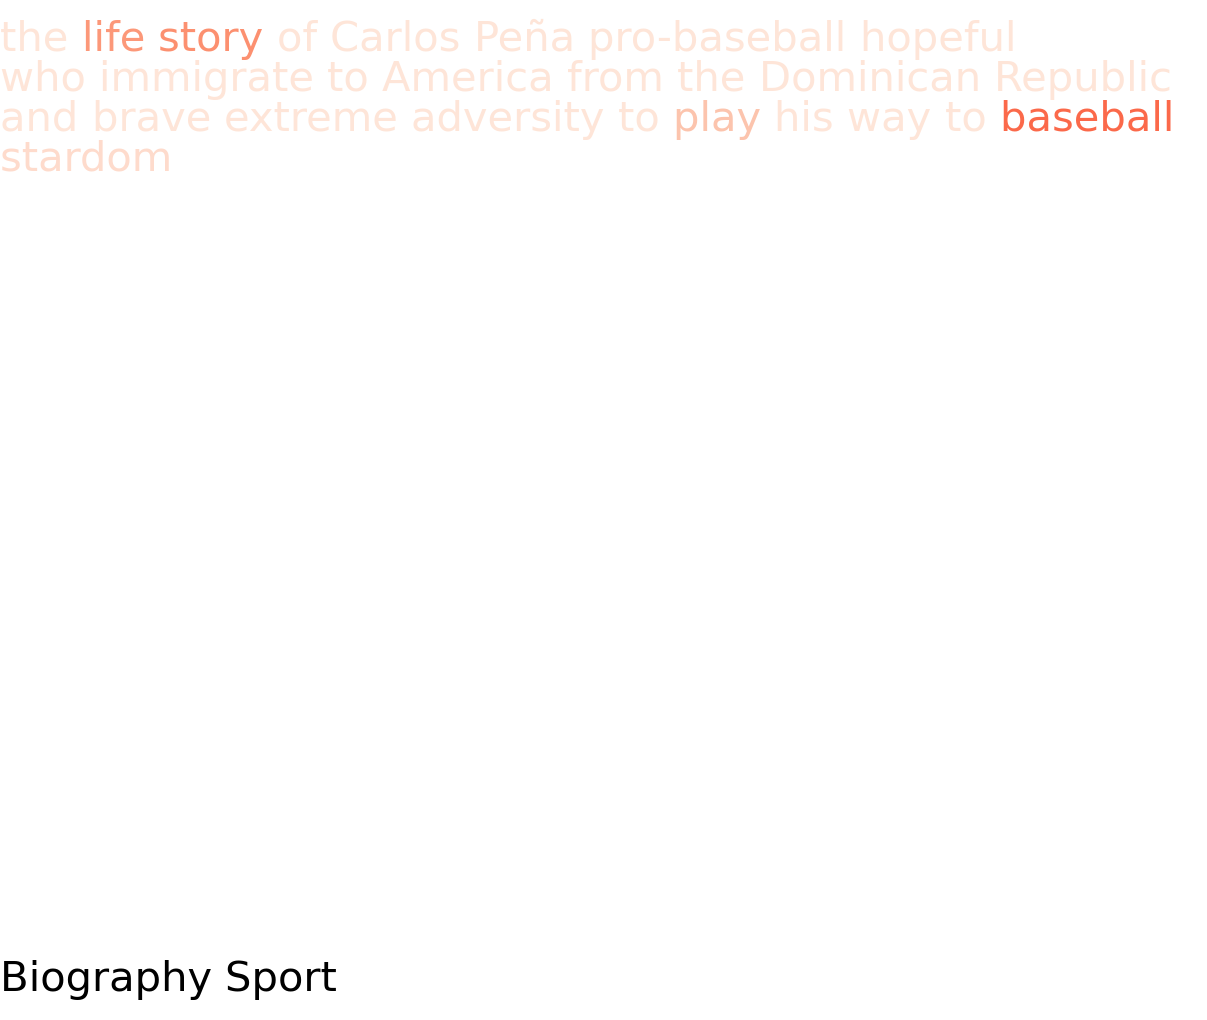 the life story of Carlos Peña pro-baseball hopeful
who immigrate to America from the Dominican Republic
and brave extreme adversity to play his way to baseball
stardom
Biography Sport